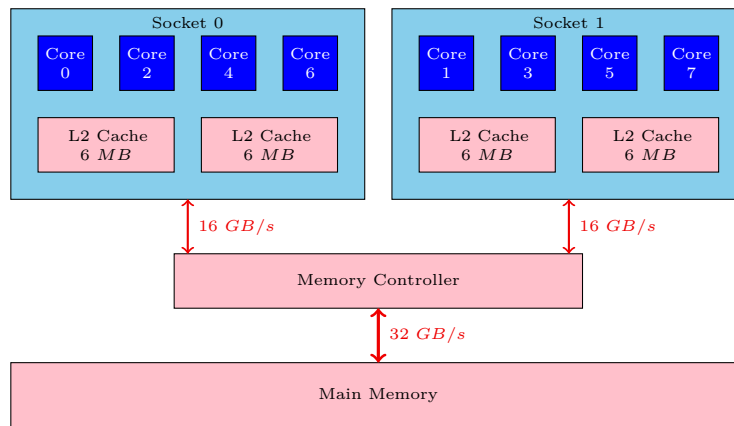 Socket 0
Socket 1
Core
0
Core
2
Core
4
Core
6
Core
1
Core
3
Core
5
Core
7
L2 Cache
6 MB
L2 Cache
6 MB
L2 Cache
6 MB
L2 Cache
6 MB
16 GB/s
16 GB/s
Memory Controller
32 GB/s
Main Memory